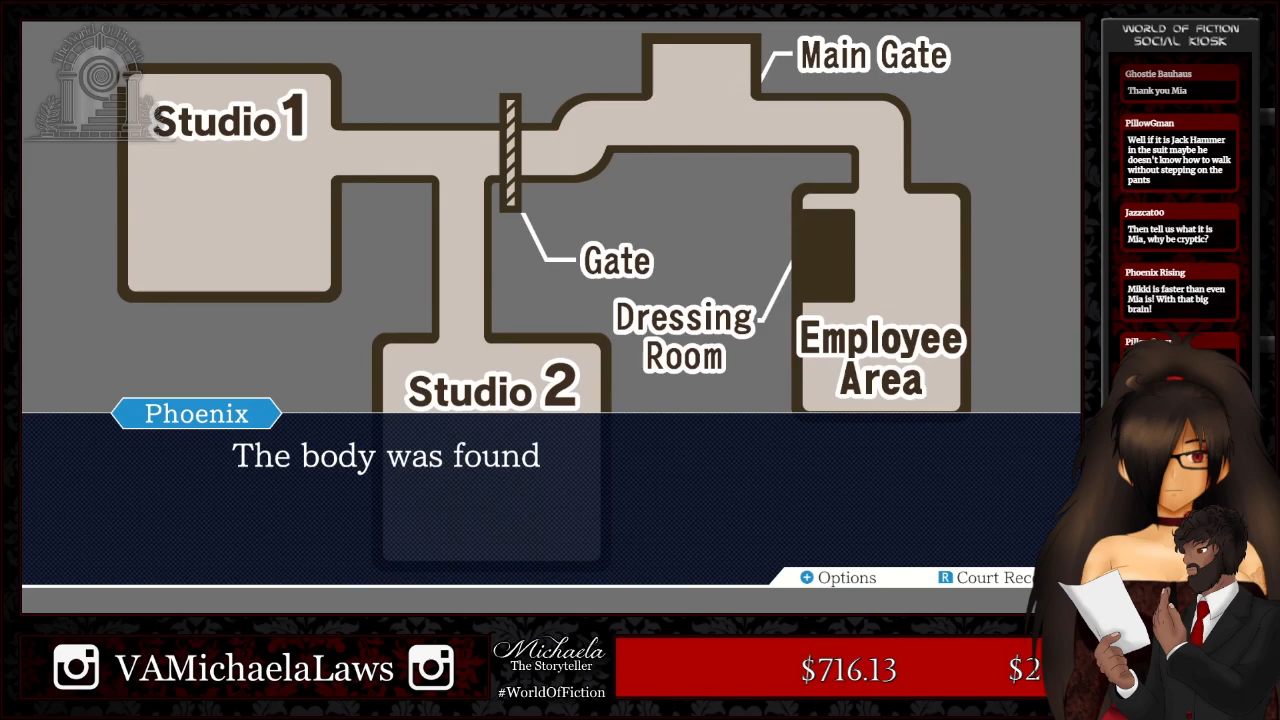 The World Of Fiction
Studio 1
Main Gate
Gate
Dressing
Room
Employee
Area
Studio 2
Phoenix
The body was found
Options
R Court Rec
WORLD OF FICTION
SOCIAL KIOSK
Ghostie Bauhaus
Thank you Mia
PillowGman
Well if it is Jack Hammer
in the suit maybe he
doesn't know how to walk
without stepping on the
pants
Jazzcat00
Then tell us what it is
Mia, why be cryptic?
Phoenix Rising
Mikki is faster than even
Mia is! With that big
brain!
VAMichaelaLaws
Michaela
The Storyteller
#WorldOfFiction
$716.13
$2